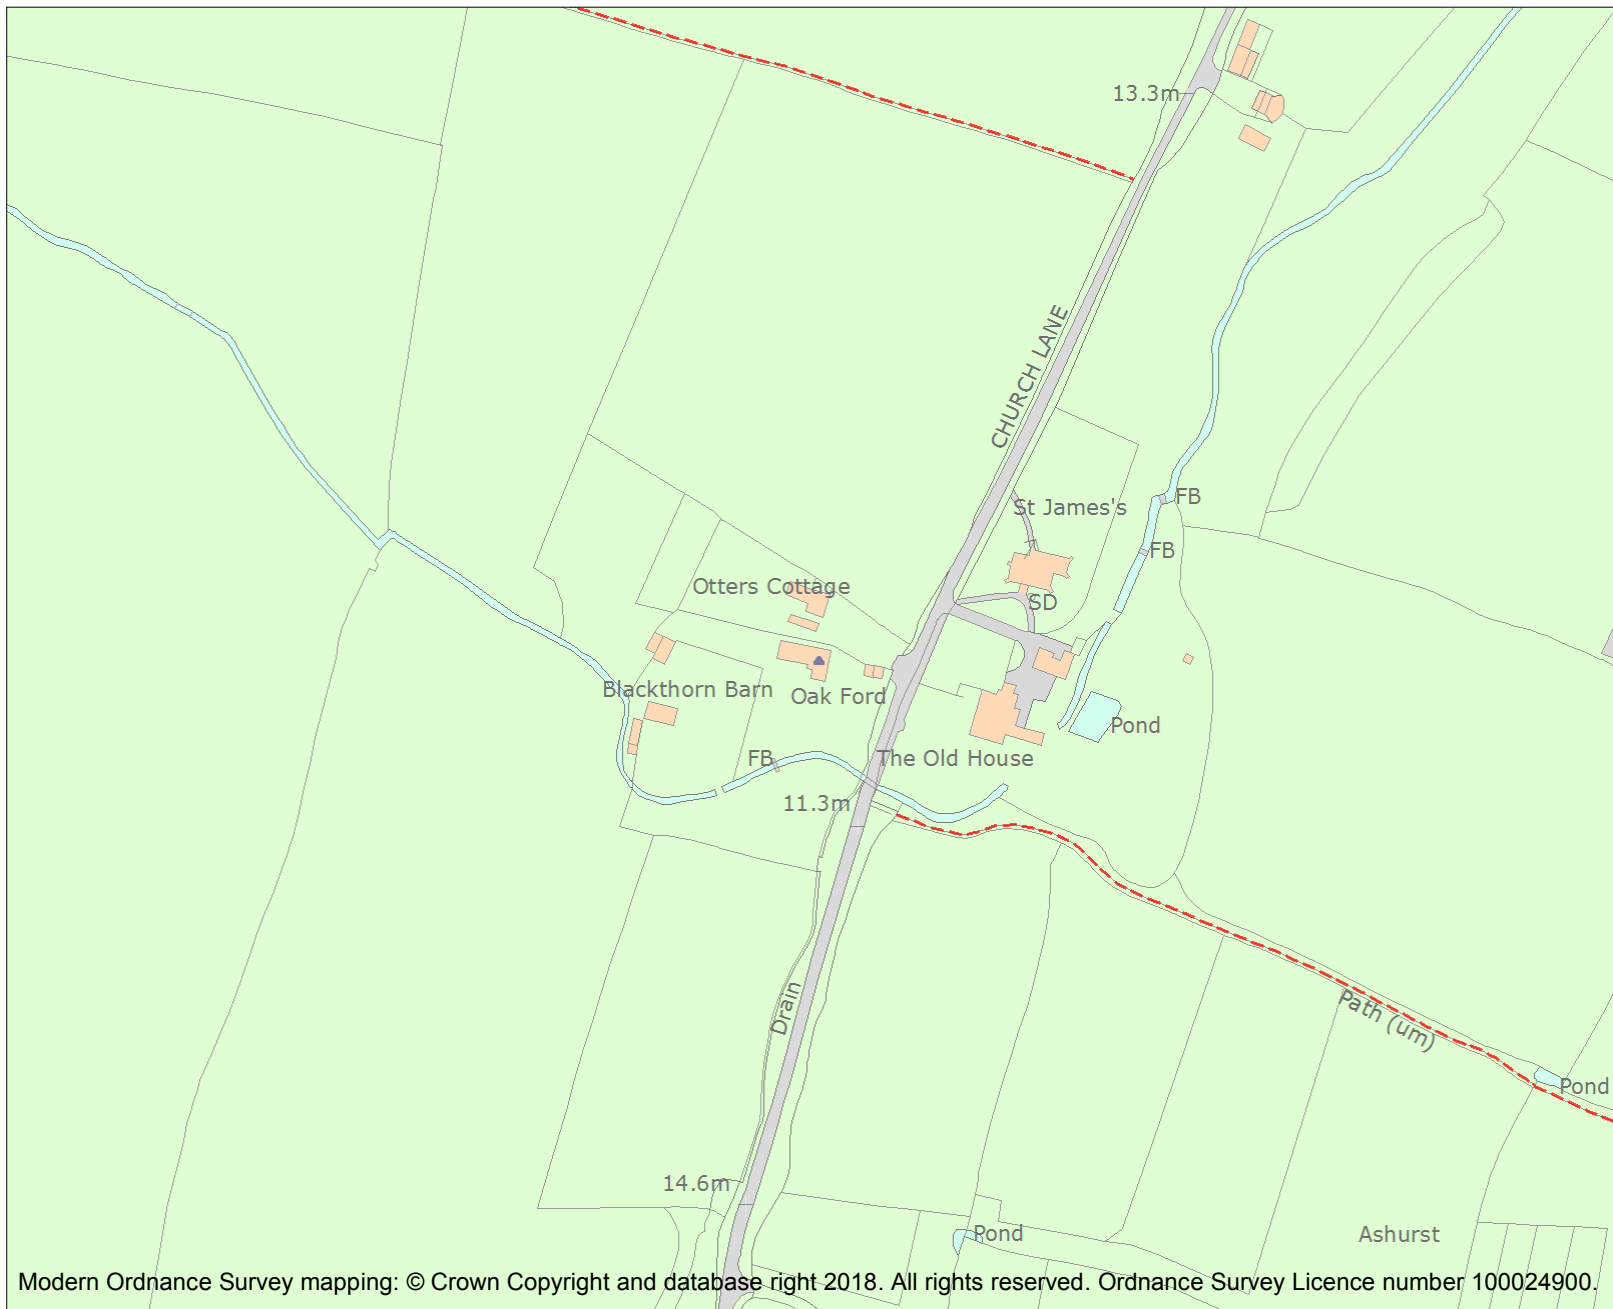 13.3m
CHURCH LANE
FB
St James's
FB
Otters Cottage
SD
Blackthorn Barn
Oak Ford
Pond
FB
The Old House
11.3m
Drain
Path (um)
Pond
14.6m
Pond
Ashurst
Modern Ordnance Survey mapping: © Crown Copyright and database right 2018. All rights reserved. Ordnance Survey Licence number 100024900.